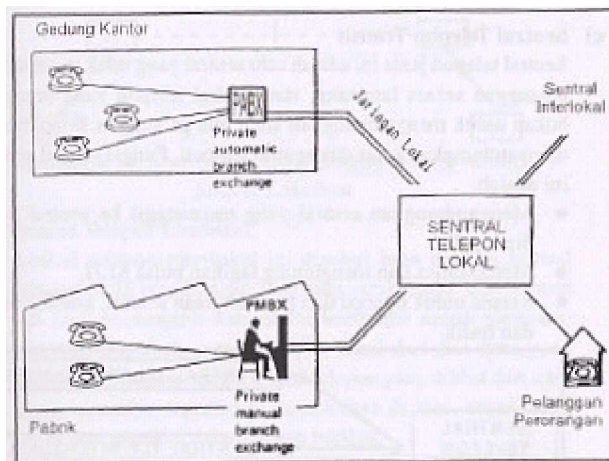 Gedung Kantor
PABX
Private
automatic
branch
exchange
Jaringan Lokal
Sentral
Interlokal
SENTRAL
TELEPON
LOKAL
PMBX
Private
manual
branch
exchange
Pabrik
Pelanggan
Perorangan